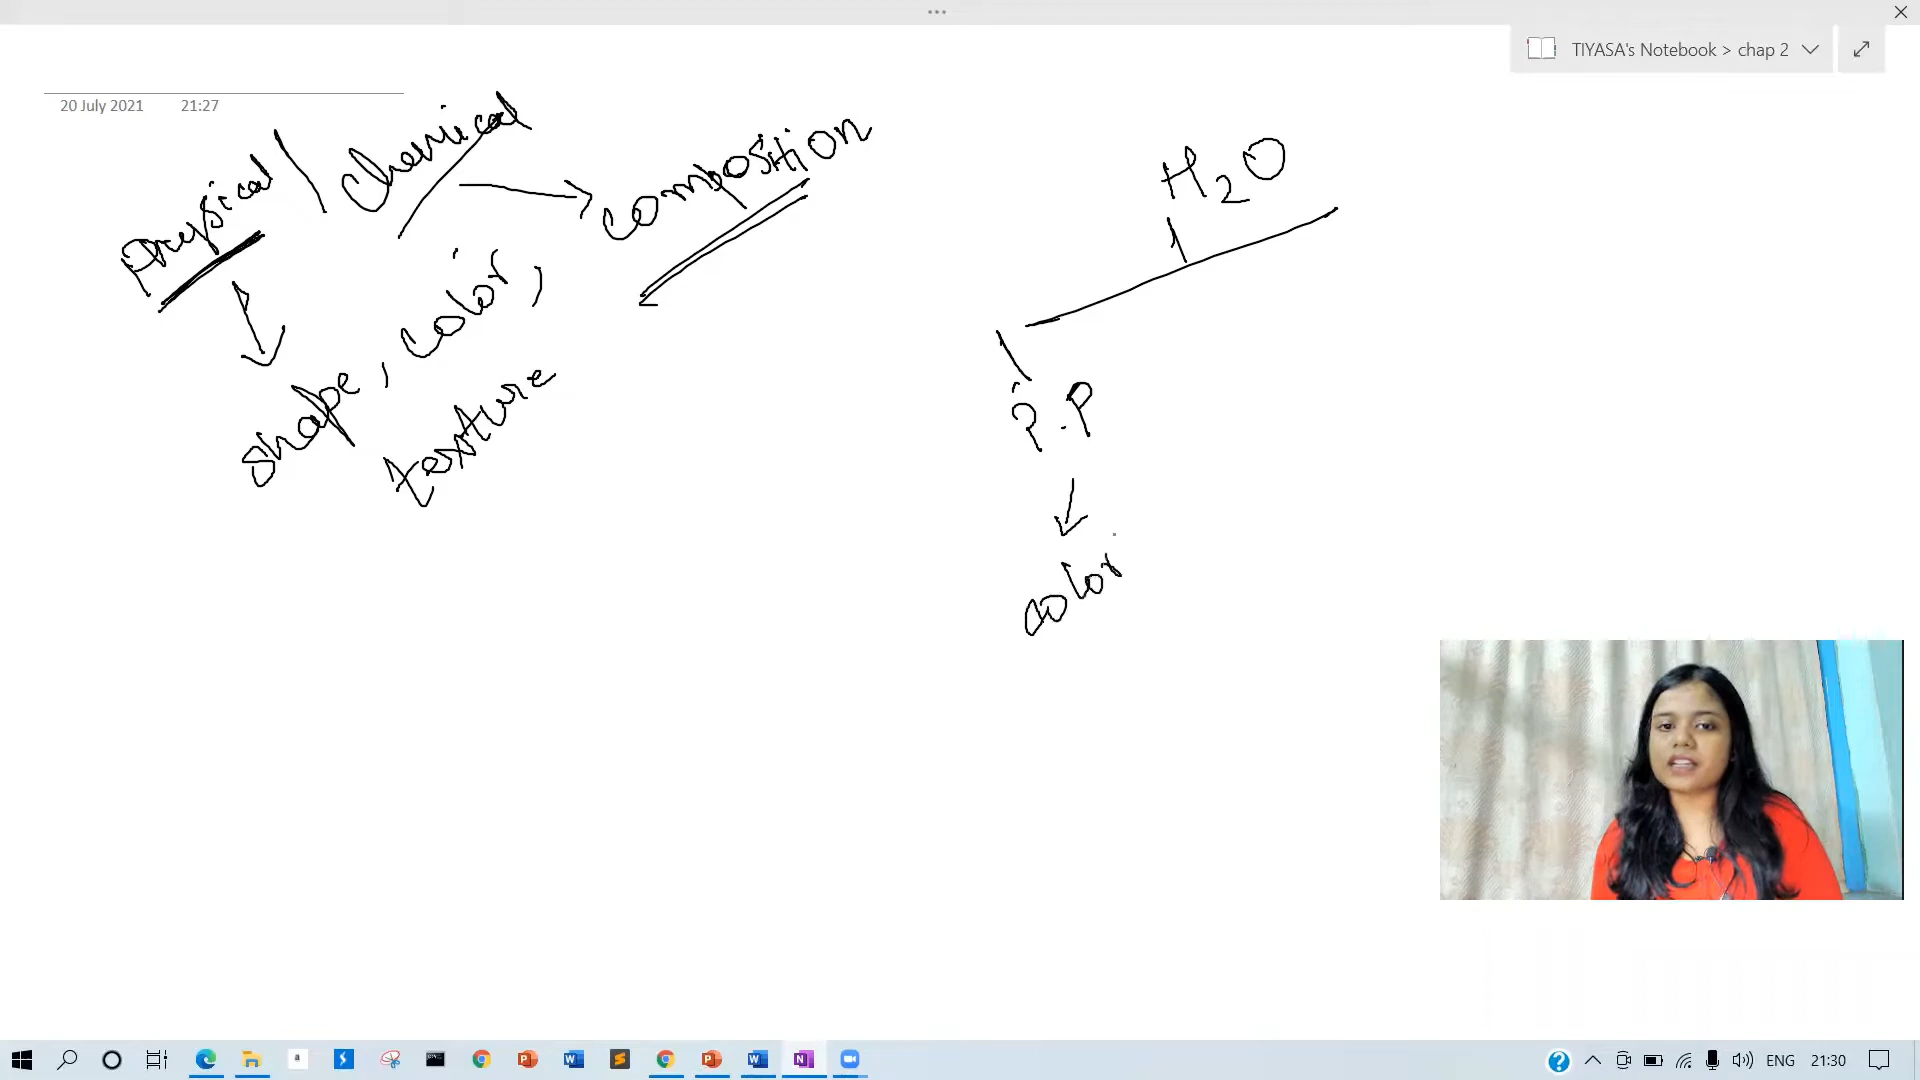 TIYASA's Notebook > chap 2
20 July 2021 21:27
Physical / Chemical
composition
shape, color,
texture
H2O
P.P
color
ENG 21:30